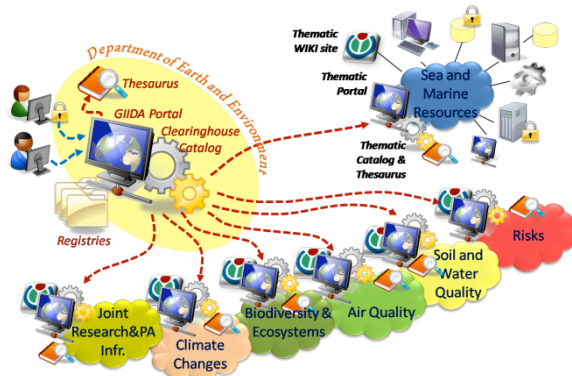 Department of Earth and Environment
Thesaurus
GIIDA Portal
Clearinghouse
Catalog
Registries
Thematic
WIKI site
Thematic
Portal
Sea and
Marine
Resources
Thematic
Catalog &
Thesaurus
Risks
Soil and
Water
Quality
Air Quality
Biodiversity &
Ecosystems
Climate
Changes
Joint
Research&PA
Infr.